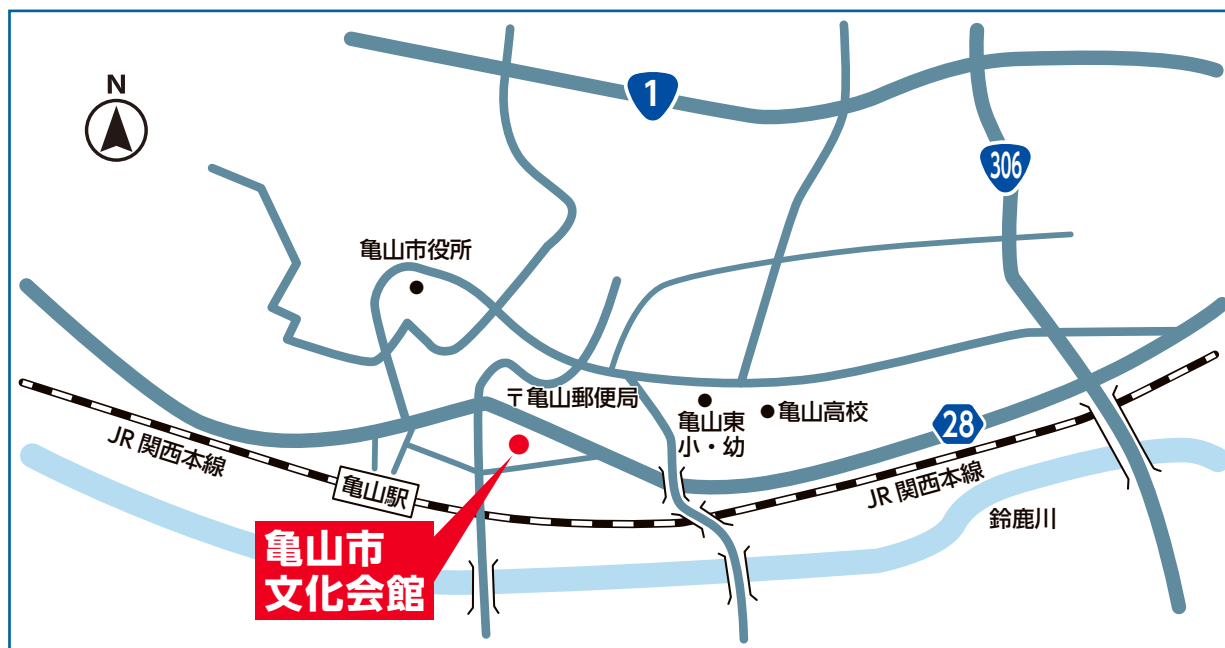 N
1
306
亀山市役所
〒亀山郵便局
亀山東
小・幼
亀山高校
28
JR 関西本線
亀山駅
JR 関西本線
鈴鹿川
亀山市
文化会館